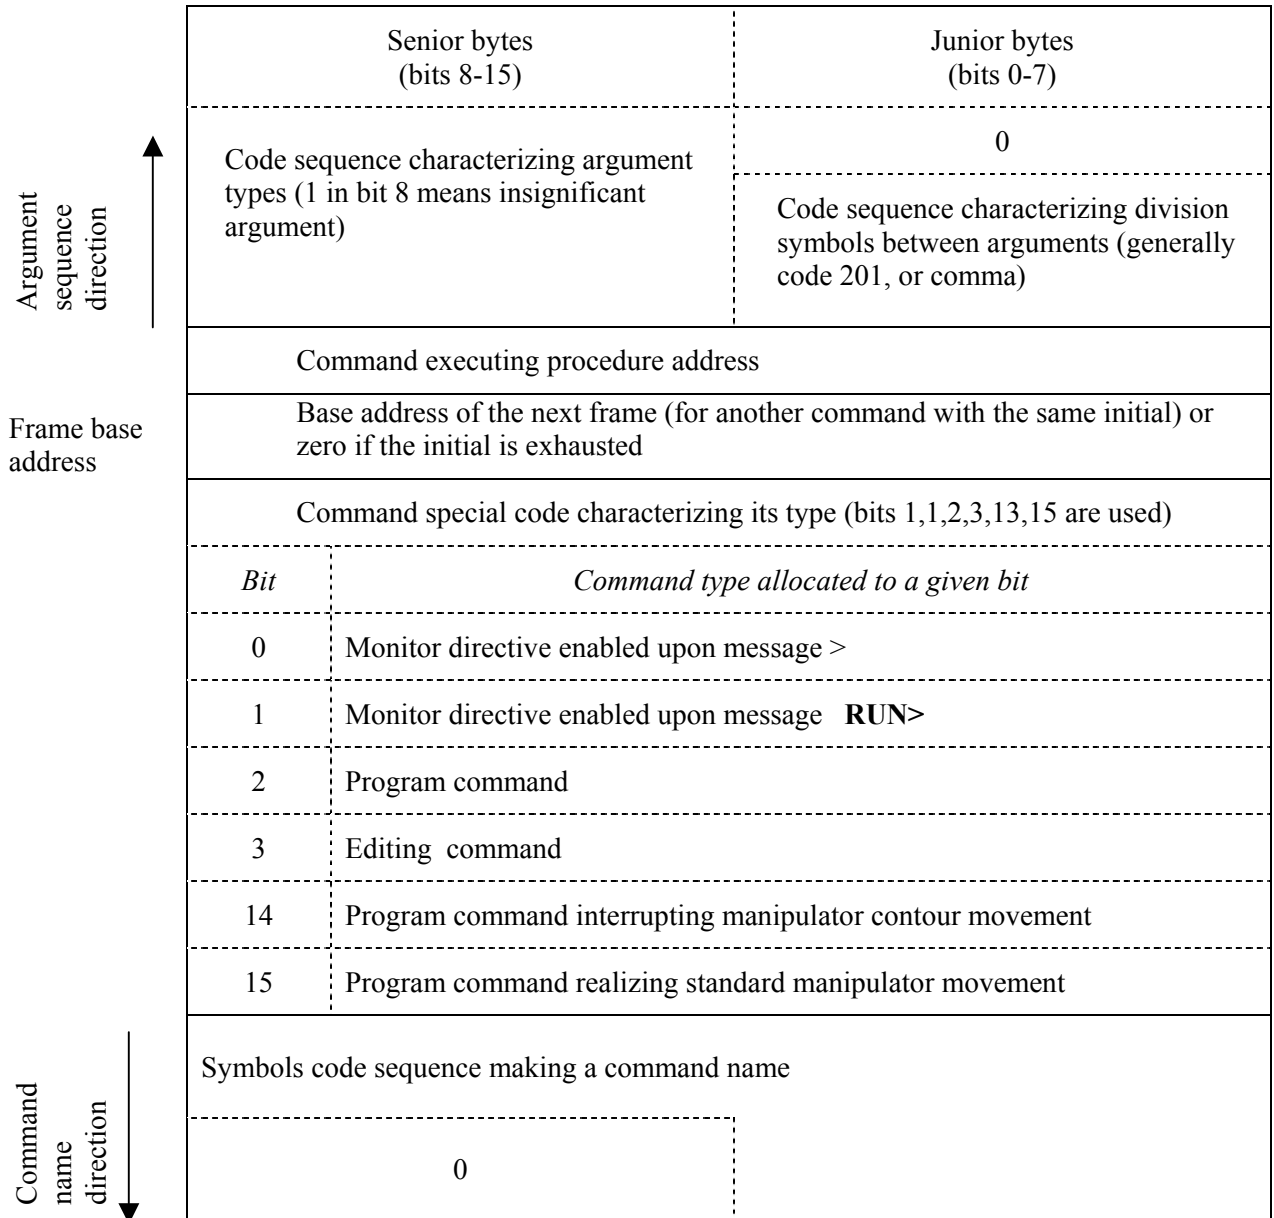 Senior bytes
(bits 8-15)
Junior bytes
(bits 0-7)
Argument
sequence
direction
Code sequence characterizing argument
types (1 in bit 8 means insignificant
argument)
0
Code sequence characterizing division
symbols between arguments (generally
code 201, or comma)
Command executing procedure address
Frame base
address
Base address of the next frame (for another command with the same initial) or
zero if the initial is exhausted
Command special code characterizing its type (bits 1,1,2,3,13,15 are used)
Bit
Command type allocated to a given bit
0
Monitor directive enabled upon message >
1
Monitor directive enabled upon message RUN>
2
Program command
3
Editing command
14
Program command interrupting manipulator contour movement
15
Program command realizing standard manipulator movement
Command
name
direction
Symbols code sequence making a command name
0